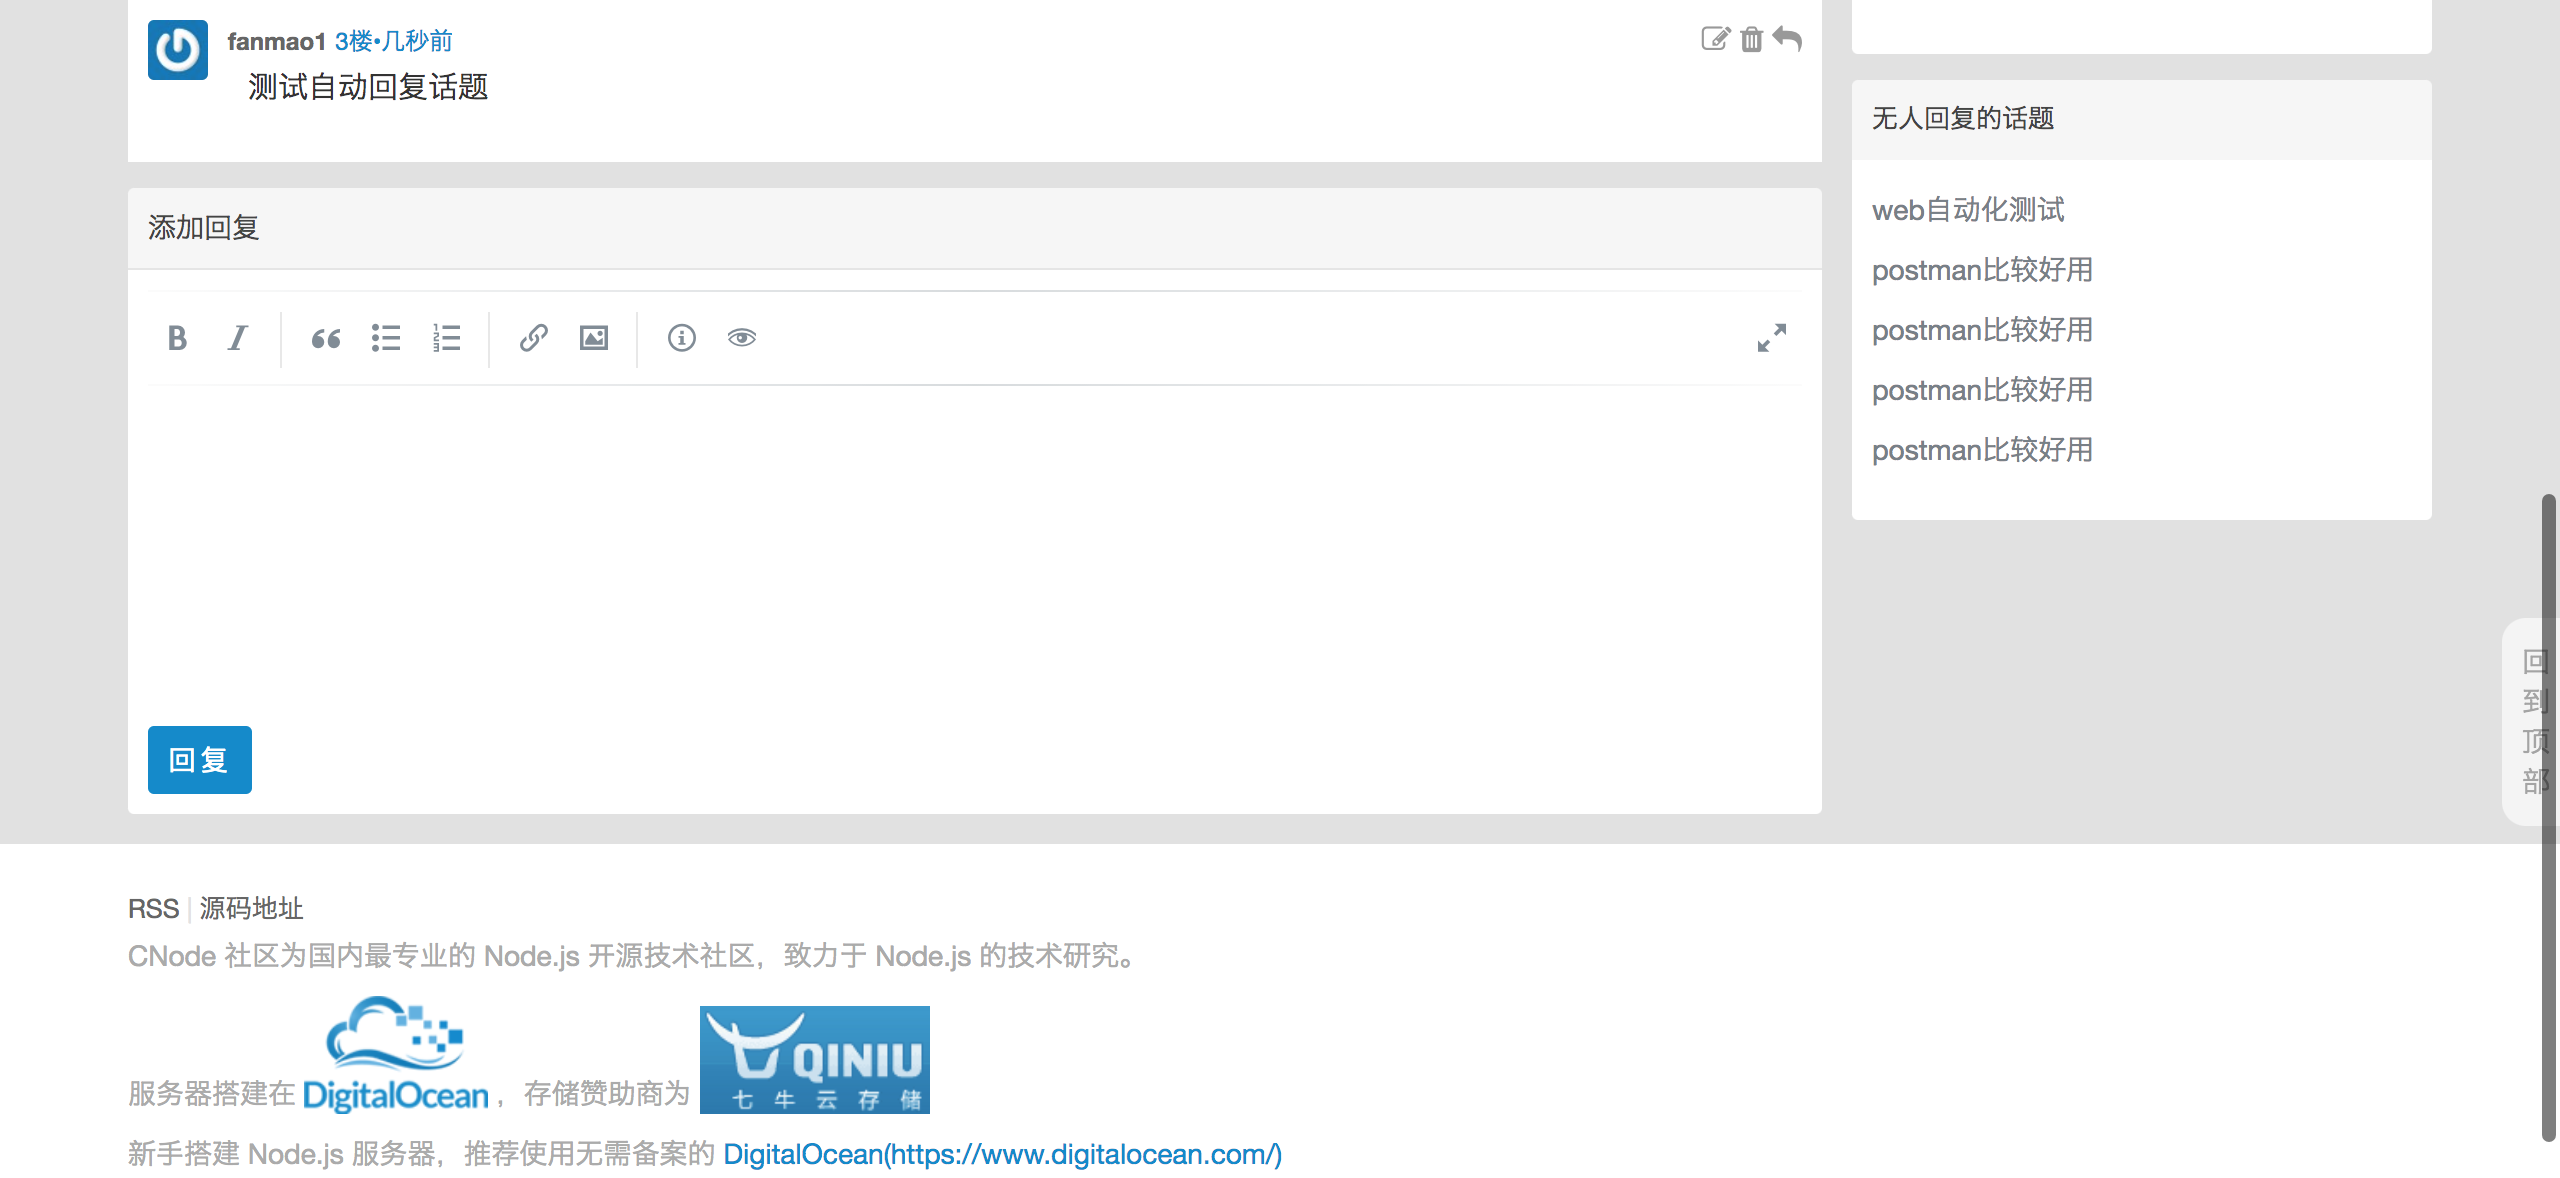 fanmao1 3楼•几秒前
测试自动回复话题
添加回复
回复
无人回复的话题
web自动化测试
postman比较好用
postman比较好用
postman比较好用
postman比较好用
回到顶部
RSS | 源码地址
CNode 社区为国内最专业的 Node.js 开源技术社区，致力于 Node.js 的技术研究。
服务器搭建在 DigitalOcean ，存储赞助商为 QINIU 七牛云存储
新手搭建 Node.js 服务器，推荐使用无需备案的 DigitalOcean(https://www.digitalocean.com/)